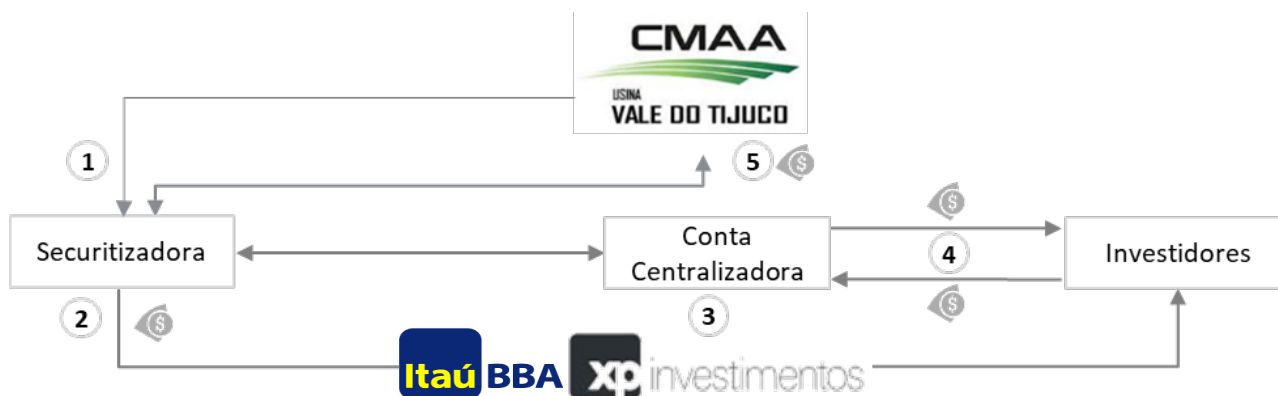 CMAA
USINA
VALE DO TIJUCO
1
5
$
Securitizadora
Conta
Centralizadora
$
4
$
Investidores
2
$
3
Itaú BBA
xp investimentos